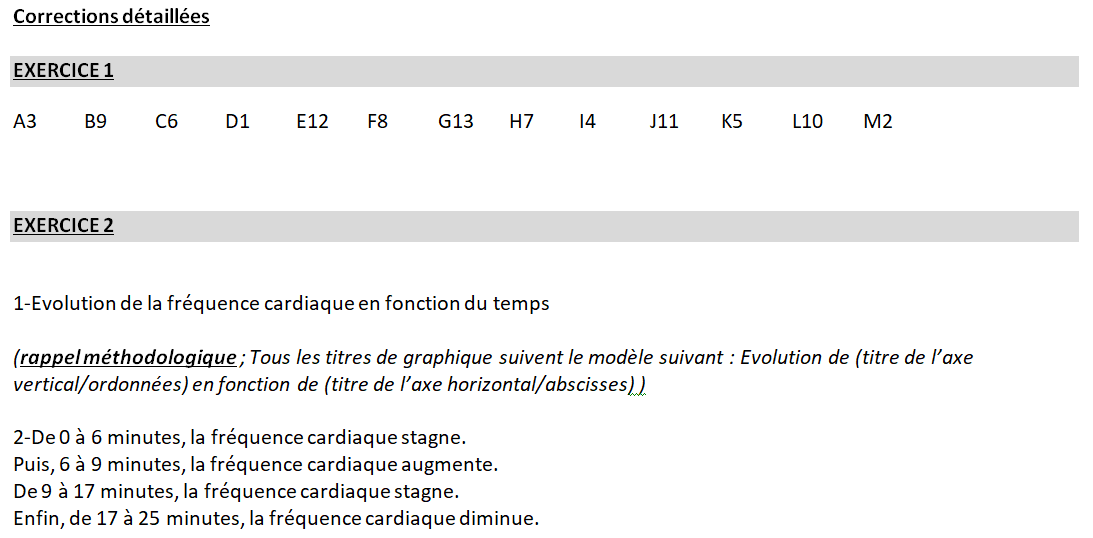 Corrections détaillées
EXERCICE 1
A3 B9 C6 D1 E12 F8 G13 H7 I4 J11 K5 L10 M2
EXERCICE 2
1-Evolution de la fréquence cardiaque en fonction du temps
(rappel méthodologique ; Tous les titres de graphique suivent le modèle suivant : Evolution de (titre de l’axe
vertical/ordonnées) en fonction de (titre de l’axe horizontal/abscisses) )
2-De 0 à 6 minutes, la fréquence cardiaque stagne.
Puis, 6 à 9 minutes, la fréquence cardiaque augmente.
De 9 à 17 minutes, la fréquence cardiaque stagne.
Enfin, de 17 à 25 minutes, la fréquence cardiaque diminue.